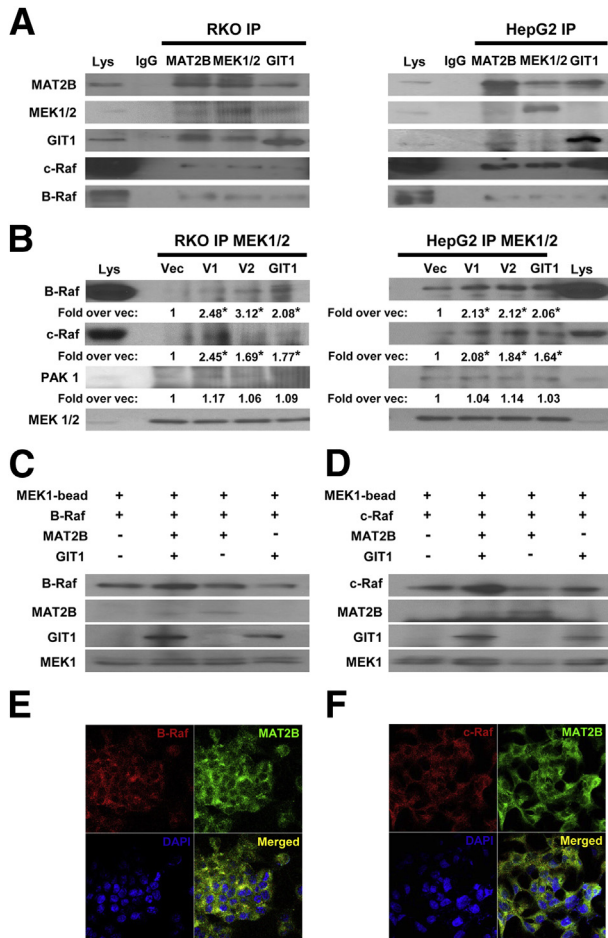 A
RKO IP
HepG2 IP
Lys IgG MAT2B MEK1/2 GIT1
Lys IgG MAT2B MEK1/2 GIT1
MAT2B
MEK1/2
GIT1
c-Raf
B-Raf
B
RKO IP MEK1/2
HepG2 IP MEK1/2
Lys Vec V1 V2 GIT1
Vec V1 V2 GIT1 Lys
B-Raf
Fold over vec: 1 2.48* 3.12* 2.08*
Fold over vec: 1 2.13* 2.12* 2.06*
c-Raf
Fold over vec: 1 2.45* 1.69* 1.77*
Fold over vec: 1 2.08* 1.84* 1.64*
PAK 1
Fold over vec: 1 1.17 1.06 1.09
Fold over vec: 1 1.04 1.14 1.03
MEK 1/2
C
MEK1-bead + + + +
B-Raf + + + +
MAT2B - + + -
GIT1 - + - +
B-Raf
MAT2B
GIT1
MEK1
D
MEK1-bead + + + +
c-Raf + + + +
MAT2B - + + -
GIT1 - + - +
c-Raf
MAT2B
GIT1
MEK1
E
B-Raf
MAT2B
DAPI
Merged
F
c-Raf
MAT2B
DAPI
Merged